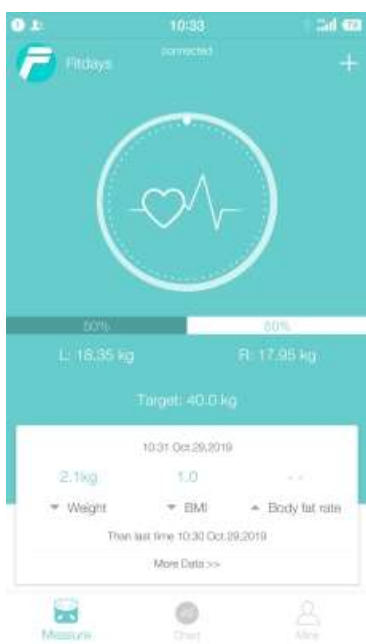 10:33
connected
Fitdays
50% 50%
L: 18.35 kg R: 17.95 kg
Target: 40.0 kg
10:31 Oct.29,2019
2.1kg 1.0 - -
Weight BMI Body fat rate
Than last time 10:30 Oct.29,2019
More Data >>
Measure Chart Mine